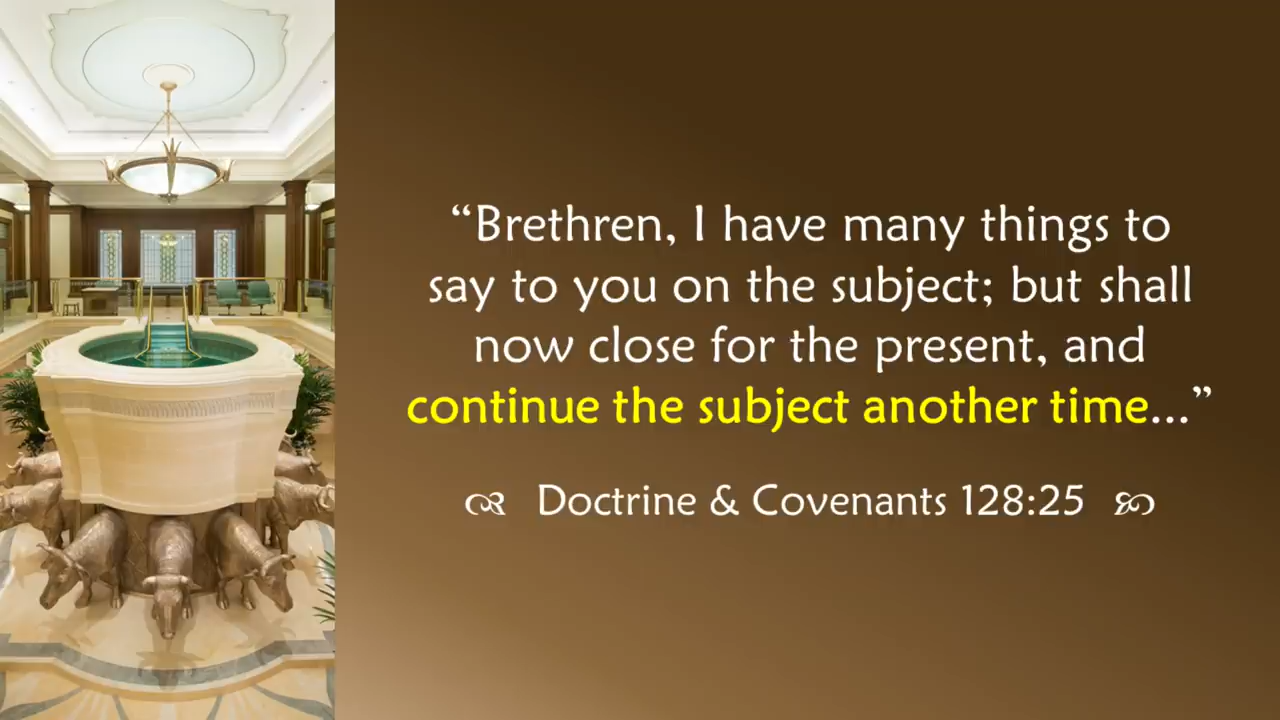 “Brethren, I have many things to
say to you on the subject; but shall
now close for the present, and
continue the subject another time...”
Doctrine & Covenants 128:25